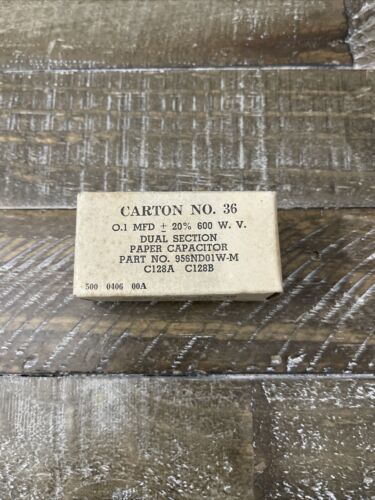 CARTON NO. 36
0.1 MFD ± 20% 600 W. V.
DUAL SECTION
PAPER CAPACITOR
PART NO. 956ND01W-M
C128A C128B
500 0406 00A